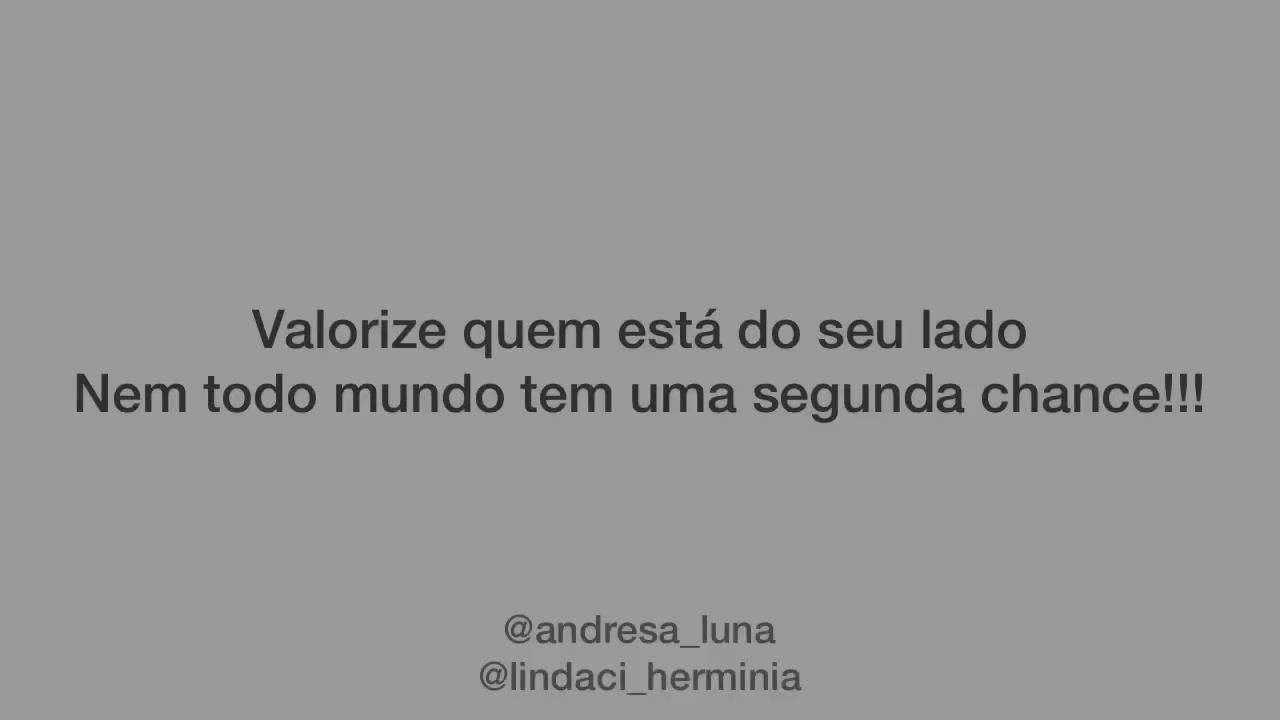 Valorize quem está do seu lado
Nem todo mundo tem uma segunda chance!!!
@andresa_luna
@lindaci_herminia